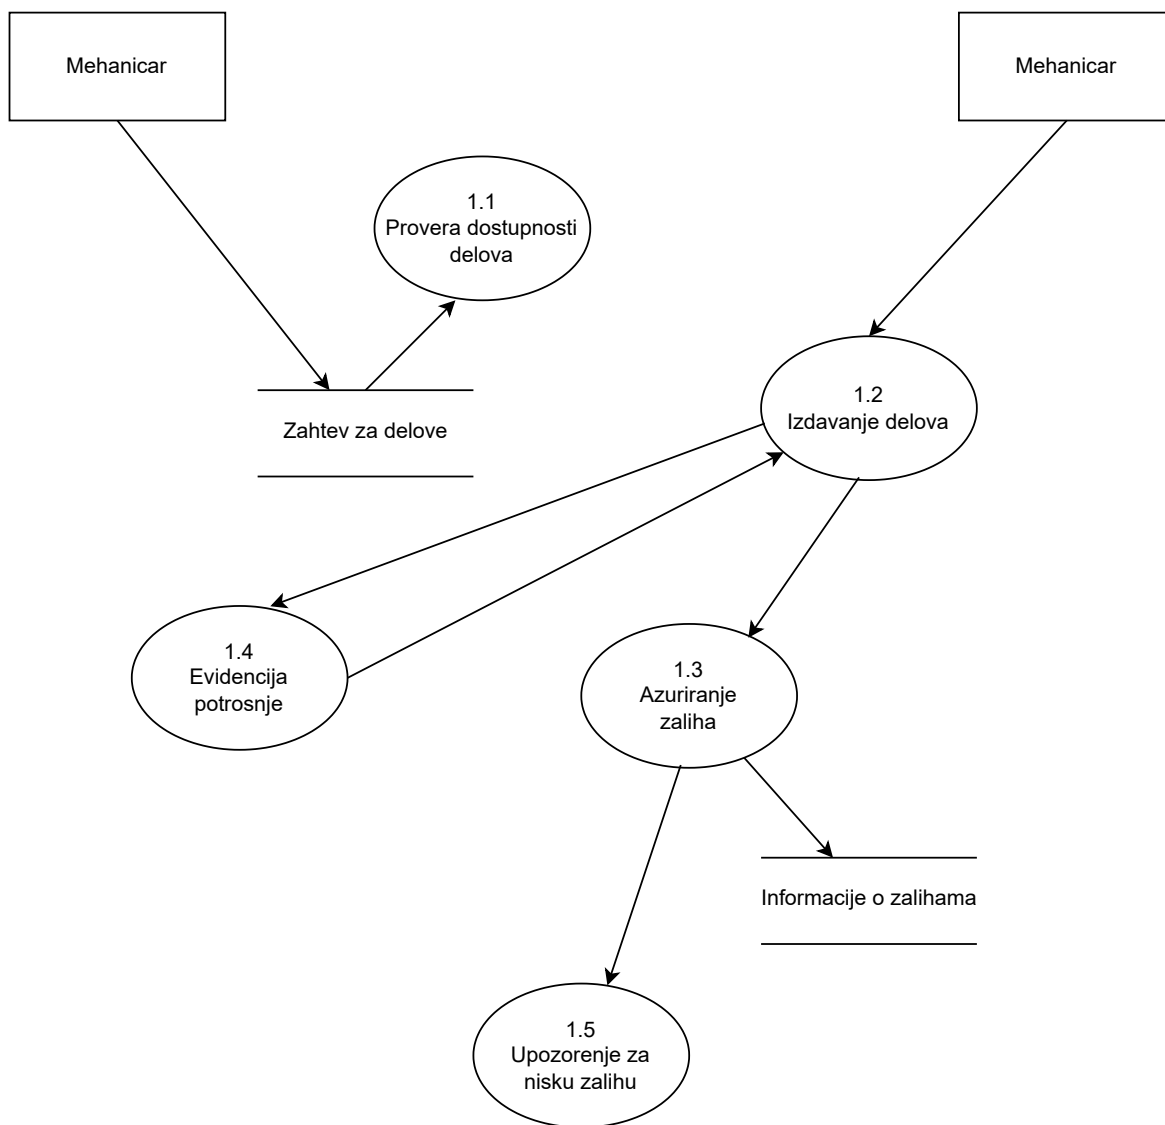 Mehanicar
Mehanicar
1.1
Provera dostupnosti
delova
1.2
Izdavanje delova
Zahtev za delove
1.4
Evidencija
potrosnje
1.3
Azuriranje
zaliha
Informacije o zalihama
1.5
Upozorenje za
nisku zalihu